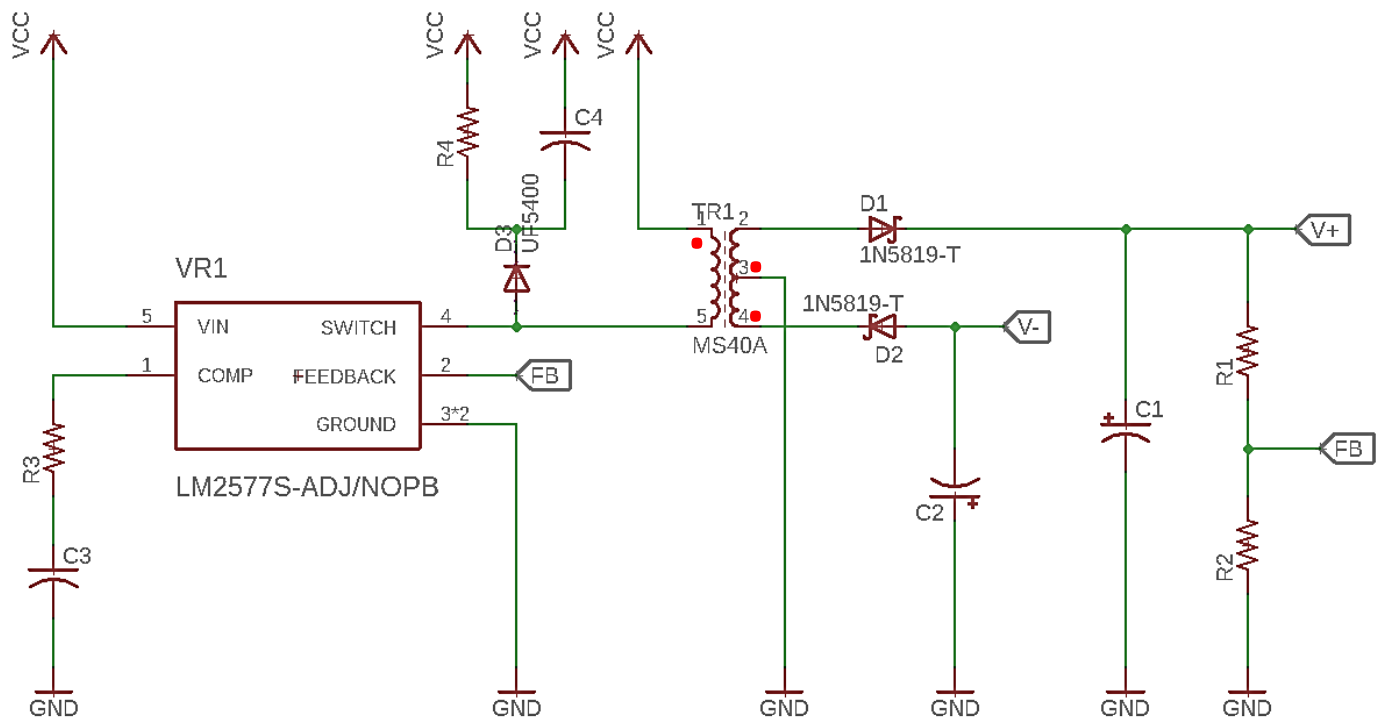 VCC
VCC
VCC
VCC
R4
C4
D3
UF5400
TR1
1
2
3
5
4
MS40A
D1
1N5819-T
V+
1N5819-T
D2
V-
VR1
5
VIN
SWITCH
4
1
COMP
FEEDBACK
2
FB
GROUND
3*2
LM2577S-ADJ/NOPB
R3
C3
C2
+
C1
+
R1
FB
R2
GND
GND
GND
GND
GND
GND